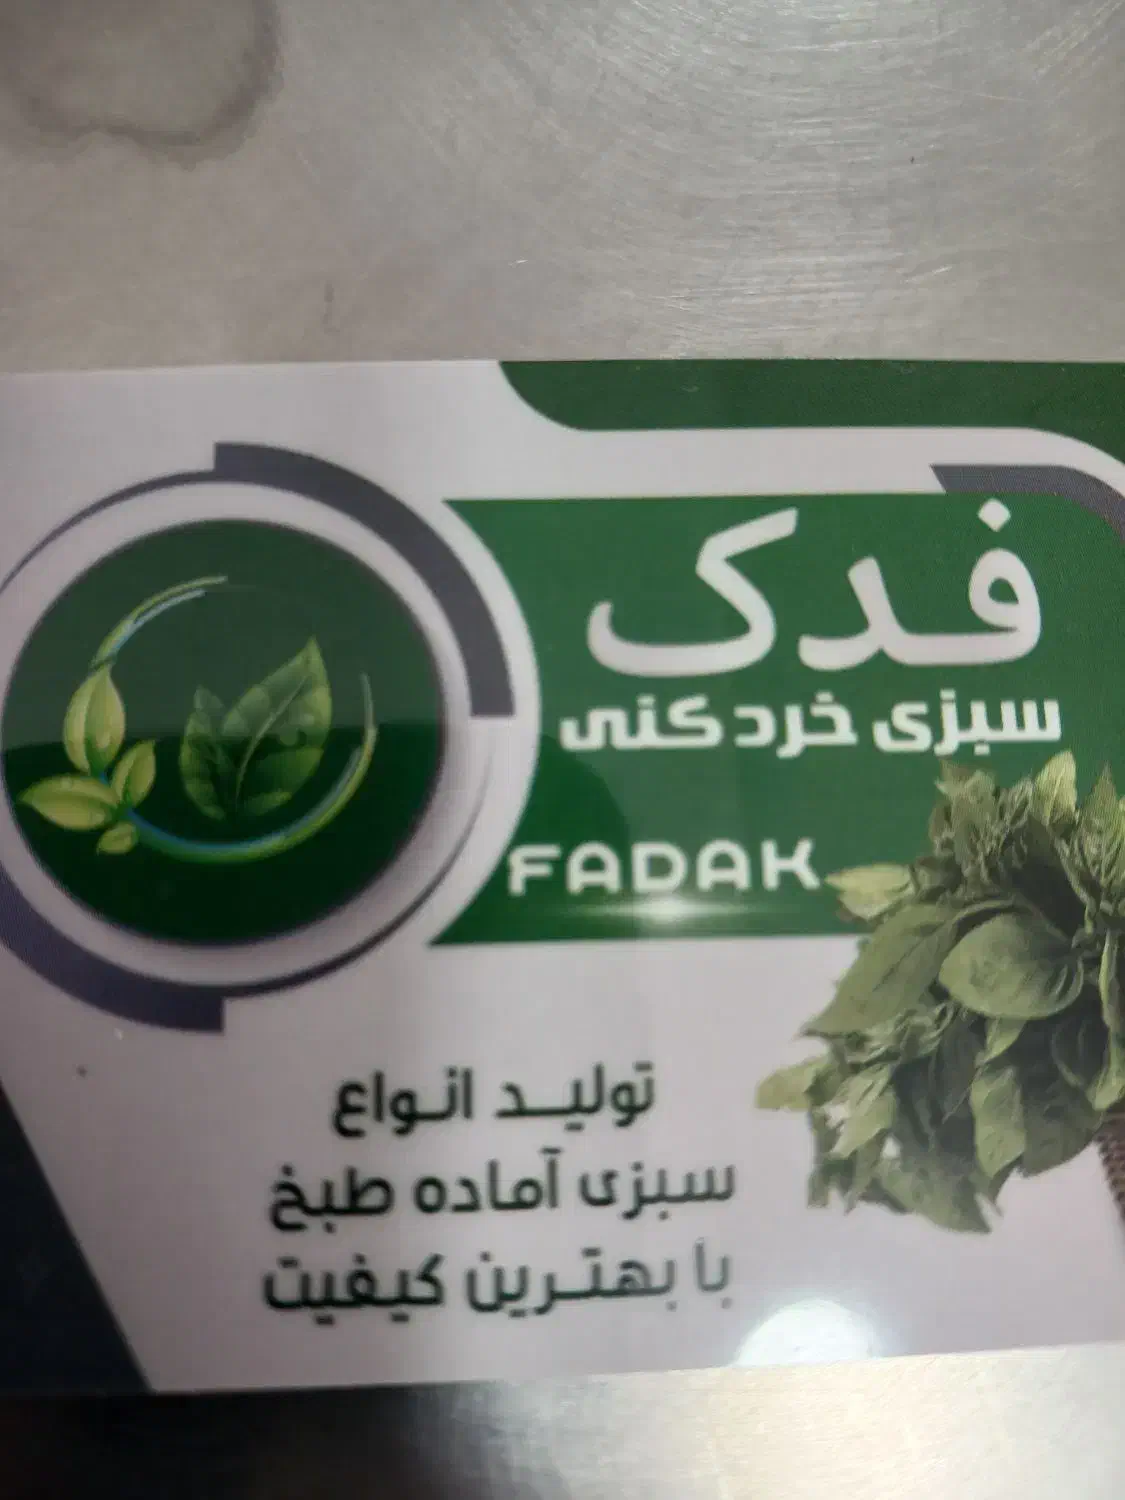 فدک
سبزی خرد کنی
FADAK
تولید انواع
سبزی آماده طبخ
با بهترین کیفیت